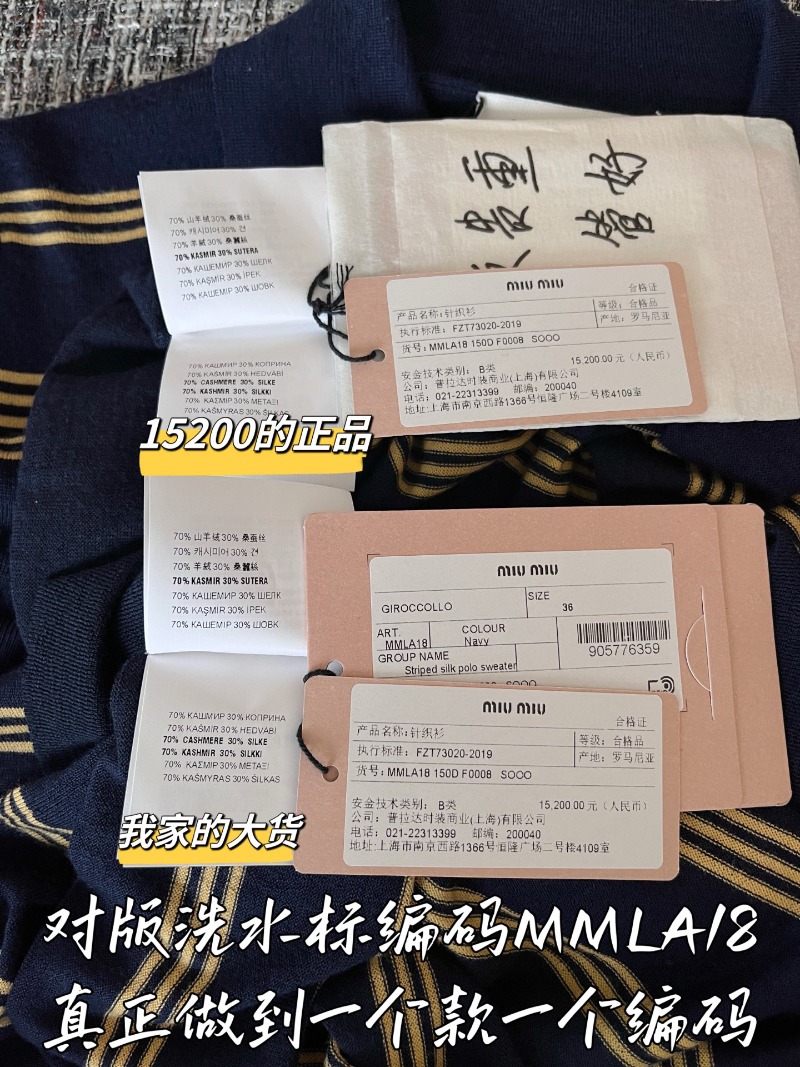 70% 山羊绒30% 桑蚕丝
70% 캐시미어30% 견
70% 羊絨30% 桑蠶絲
70% KASMIR 30% SUTERA
70% КАШЕМИР 30% ШЕЛК
70% KAŞMIR 30% İPEK
70% КАШЕМІР 30% ШОВК
70% КАШМИР 30% КОПРИНА
70% KAŠMÍR 30% HEDVÁBÍ
70% CASHMERE 30% SILKE
70% KASHMIR 30% SILKKI
70% ΚΑΣΜΙΡ 30% ΜΕΤΑΞΙ
70% KAŠMYRAS 30% ŠILKAS
重
好
miu miu
合格证
产品名称:针织衫
等级: 合格品
执行标准: FZT73020-2019
产地: 罗马尼亚
货号: MMLA18 150D F0008 SOOO
安全技术类别: B类
15,200.00 元（人民币）
公司: 普拉达时装商业(上海)有限公司
电话: 021-22313399 邮编: 200040
地址:上海市南京西路1366号恒隆广场二号楼4109室
15200的正品
70% 山羊绒30% 桑蚕丝
70% 캐시미어30% 견
70% 羊絨30% 桑蠶絲
70% KASMIR 30% SUTERA
70% КАШЕМИР 30% ШЕЛК
70% KAŞMIR 30% İPEK
70% КАШЕМІР 30% ШОВК
miu miu
GIROCCOLLO
SIZE
36
ART.
MMLA18
COLOUR
Navy
GROUP NAME
Striped silk polo sweater
905776359
SOOO
70% КАШМИР 30% КОПРИНА
70% KAŠMÍR 30% HEDVÁBÍ
70% CASHMERE 30% SILKE
70% KASHMIR 30% SILKKI
70% ΚΑΣΜΙΡ 30% ΜΕΤΑΞΙ
70% KAŠMYRAS 30% ŠILKAS
miu miu
合格证
产品名称:针织衫
等级: 合格品
执行标准: FZT73020-2019
产地: 罗马尼亚
货号: MMLA18 150D F0008 SOOO
安金技术类别: B类
15,200.00 元（人民币）
公司: 普拉达时装商业(上海)有限公司
电话: 021-22313399 邮编: 200040
地址:上海市南京西路1366号恒隆广场二号楼4109室
我家的大货
对版洗水标编码MMLA18
真正做到一个款一个编码